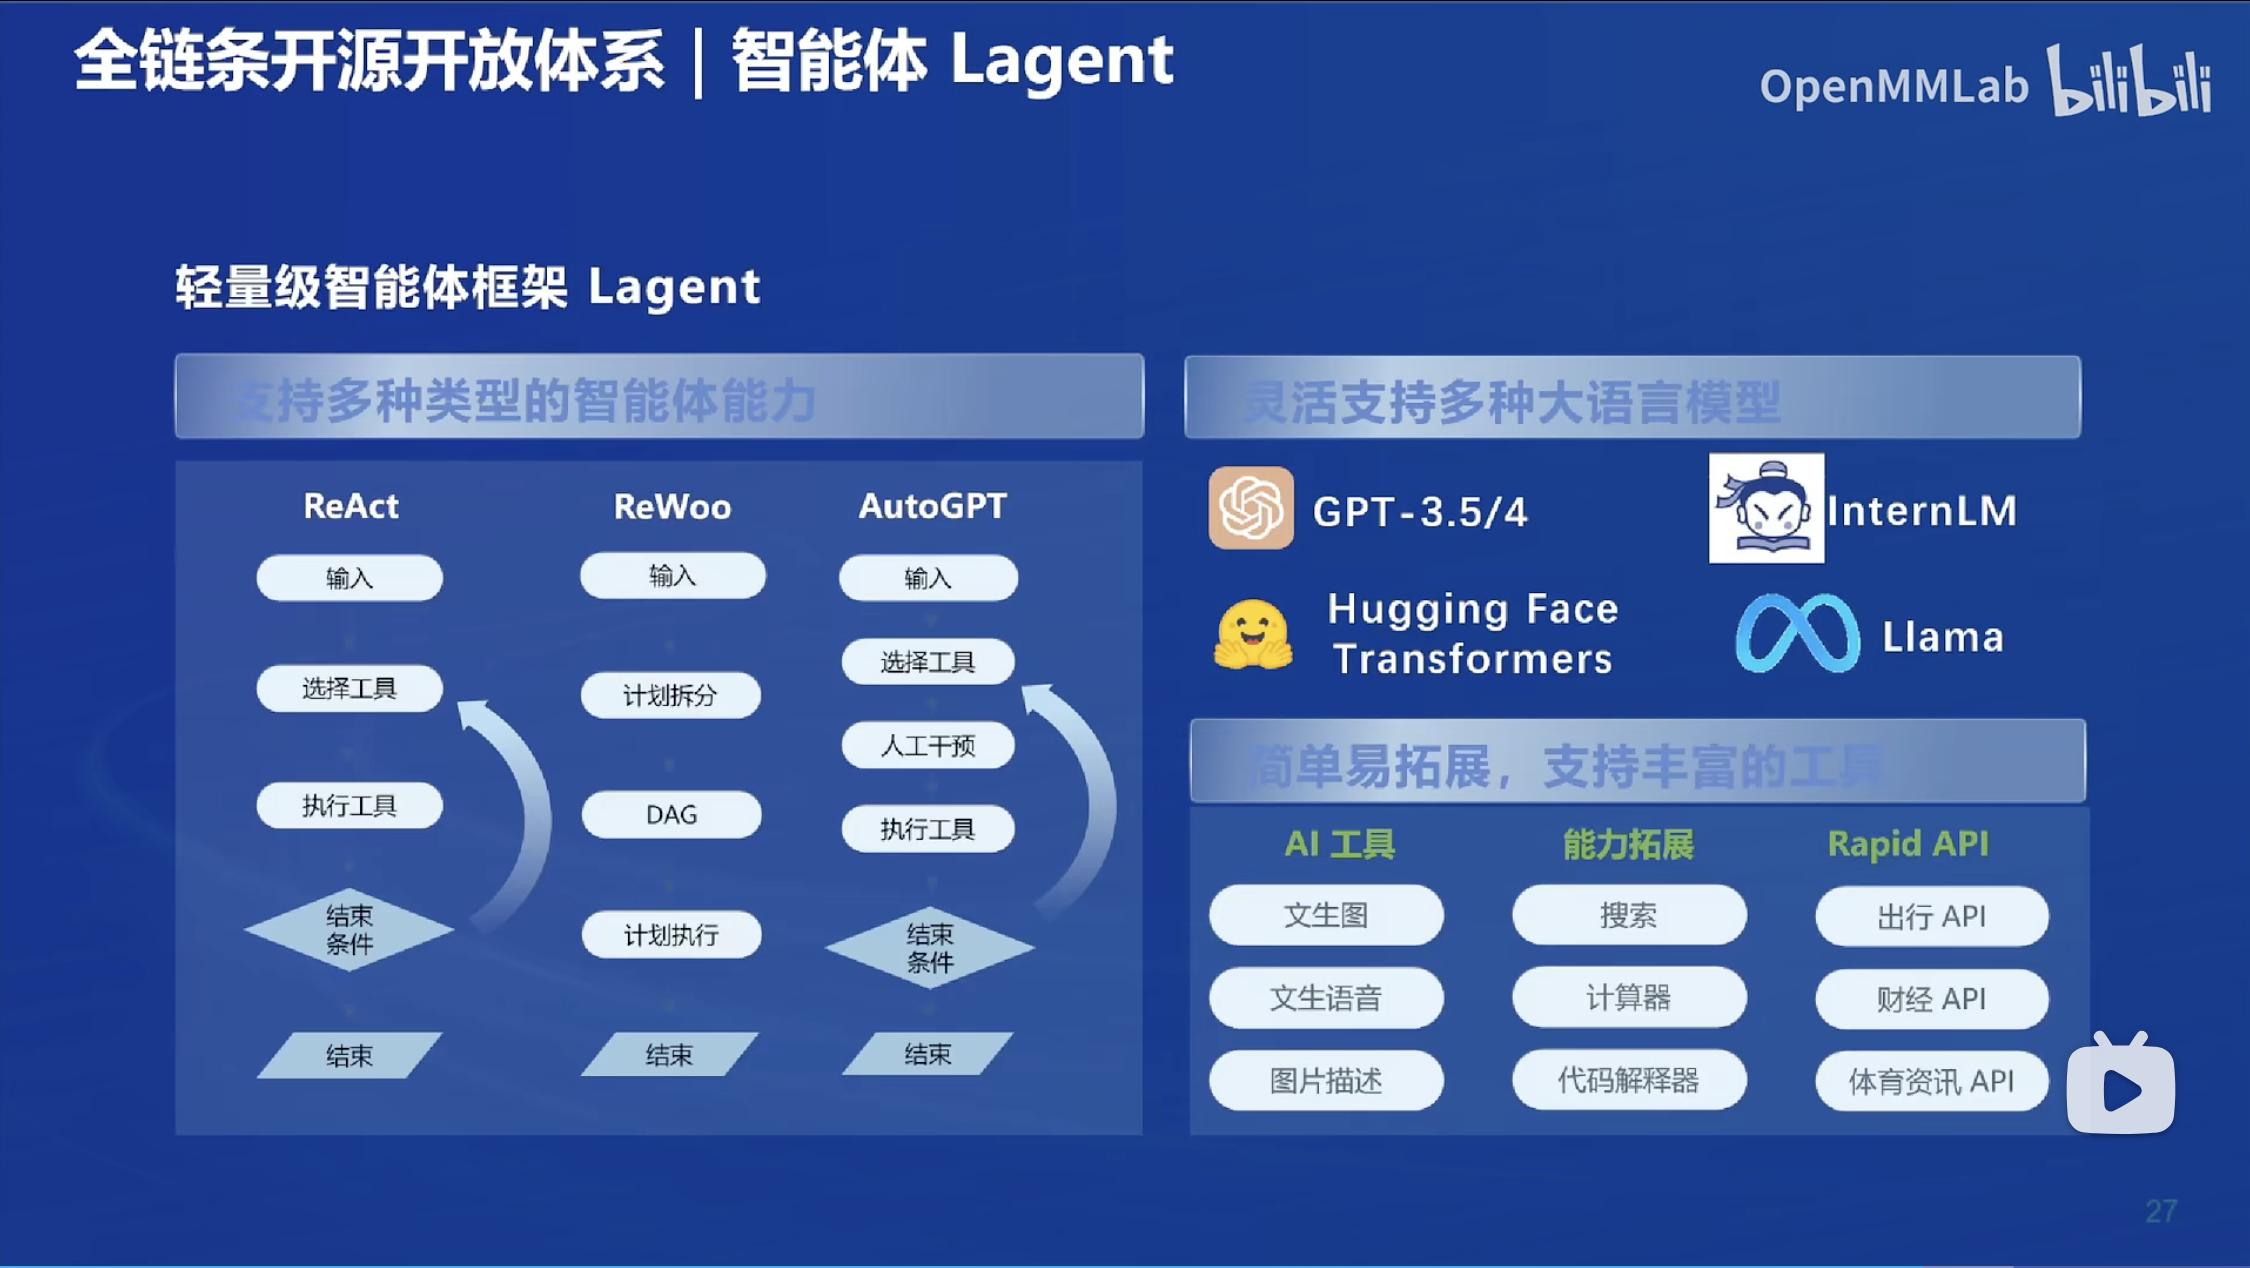 全链条开源开放体系 | 智能体 Lagent
OpenMMLab bilibili
轻量级智能体框架 Lagent
支持多种类型的智能体能力
ReAct
输入
选择工具
执行工具
结束
条件
结束
ReWoo
输入
计划拆分
DAG
计划执行
结束
AutoGPT
输入
选择工具
人工干预
执行工具
结束
条件
结束
灵活支持多种大语言模型
GPT-3.5/4
InternLM
Hugging Face
Transformers
Llama
简单易拓展，支持丰富的工具
AI 工具
文生图
文生语音
图片描述
能力拓展
搜索
计算器
代码解释器
Rapid API
出行 API
财经 API
体育资讯 API
27